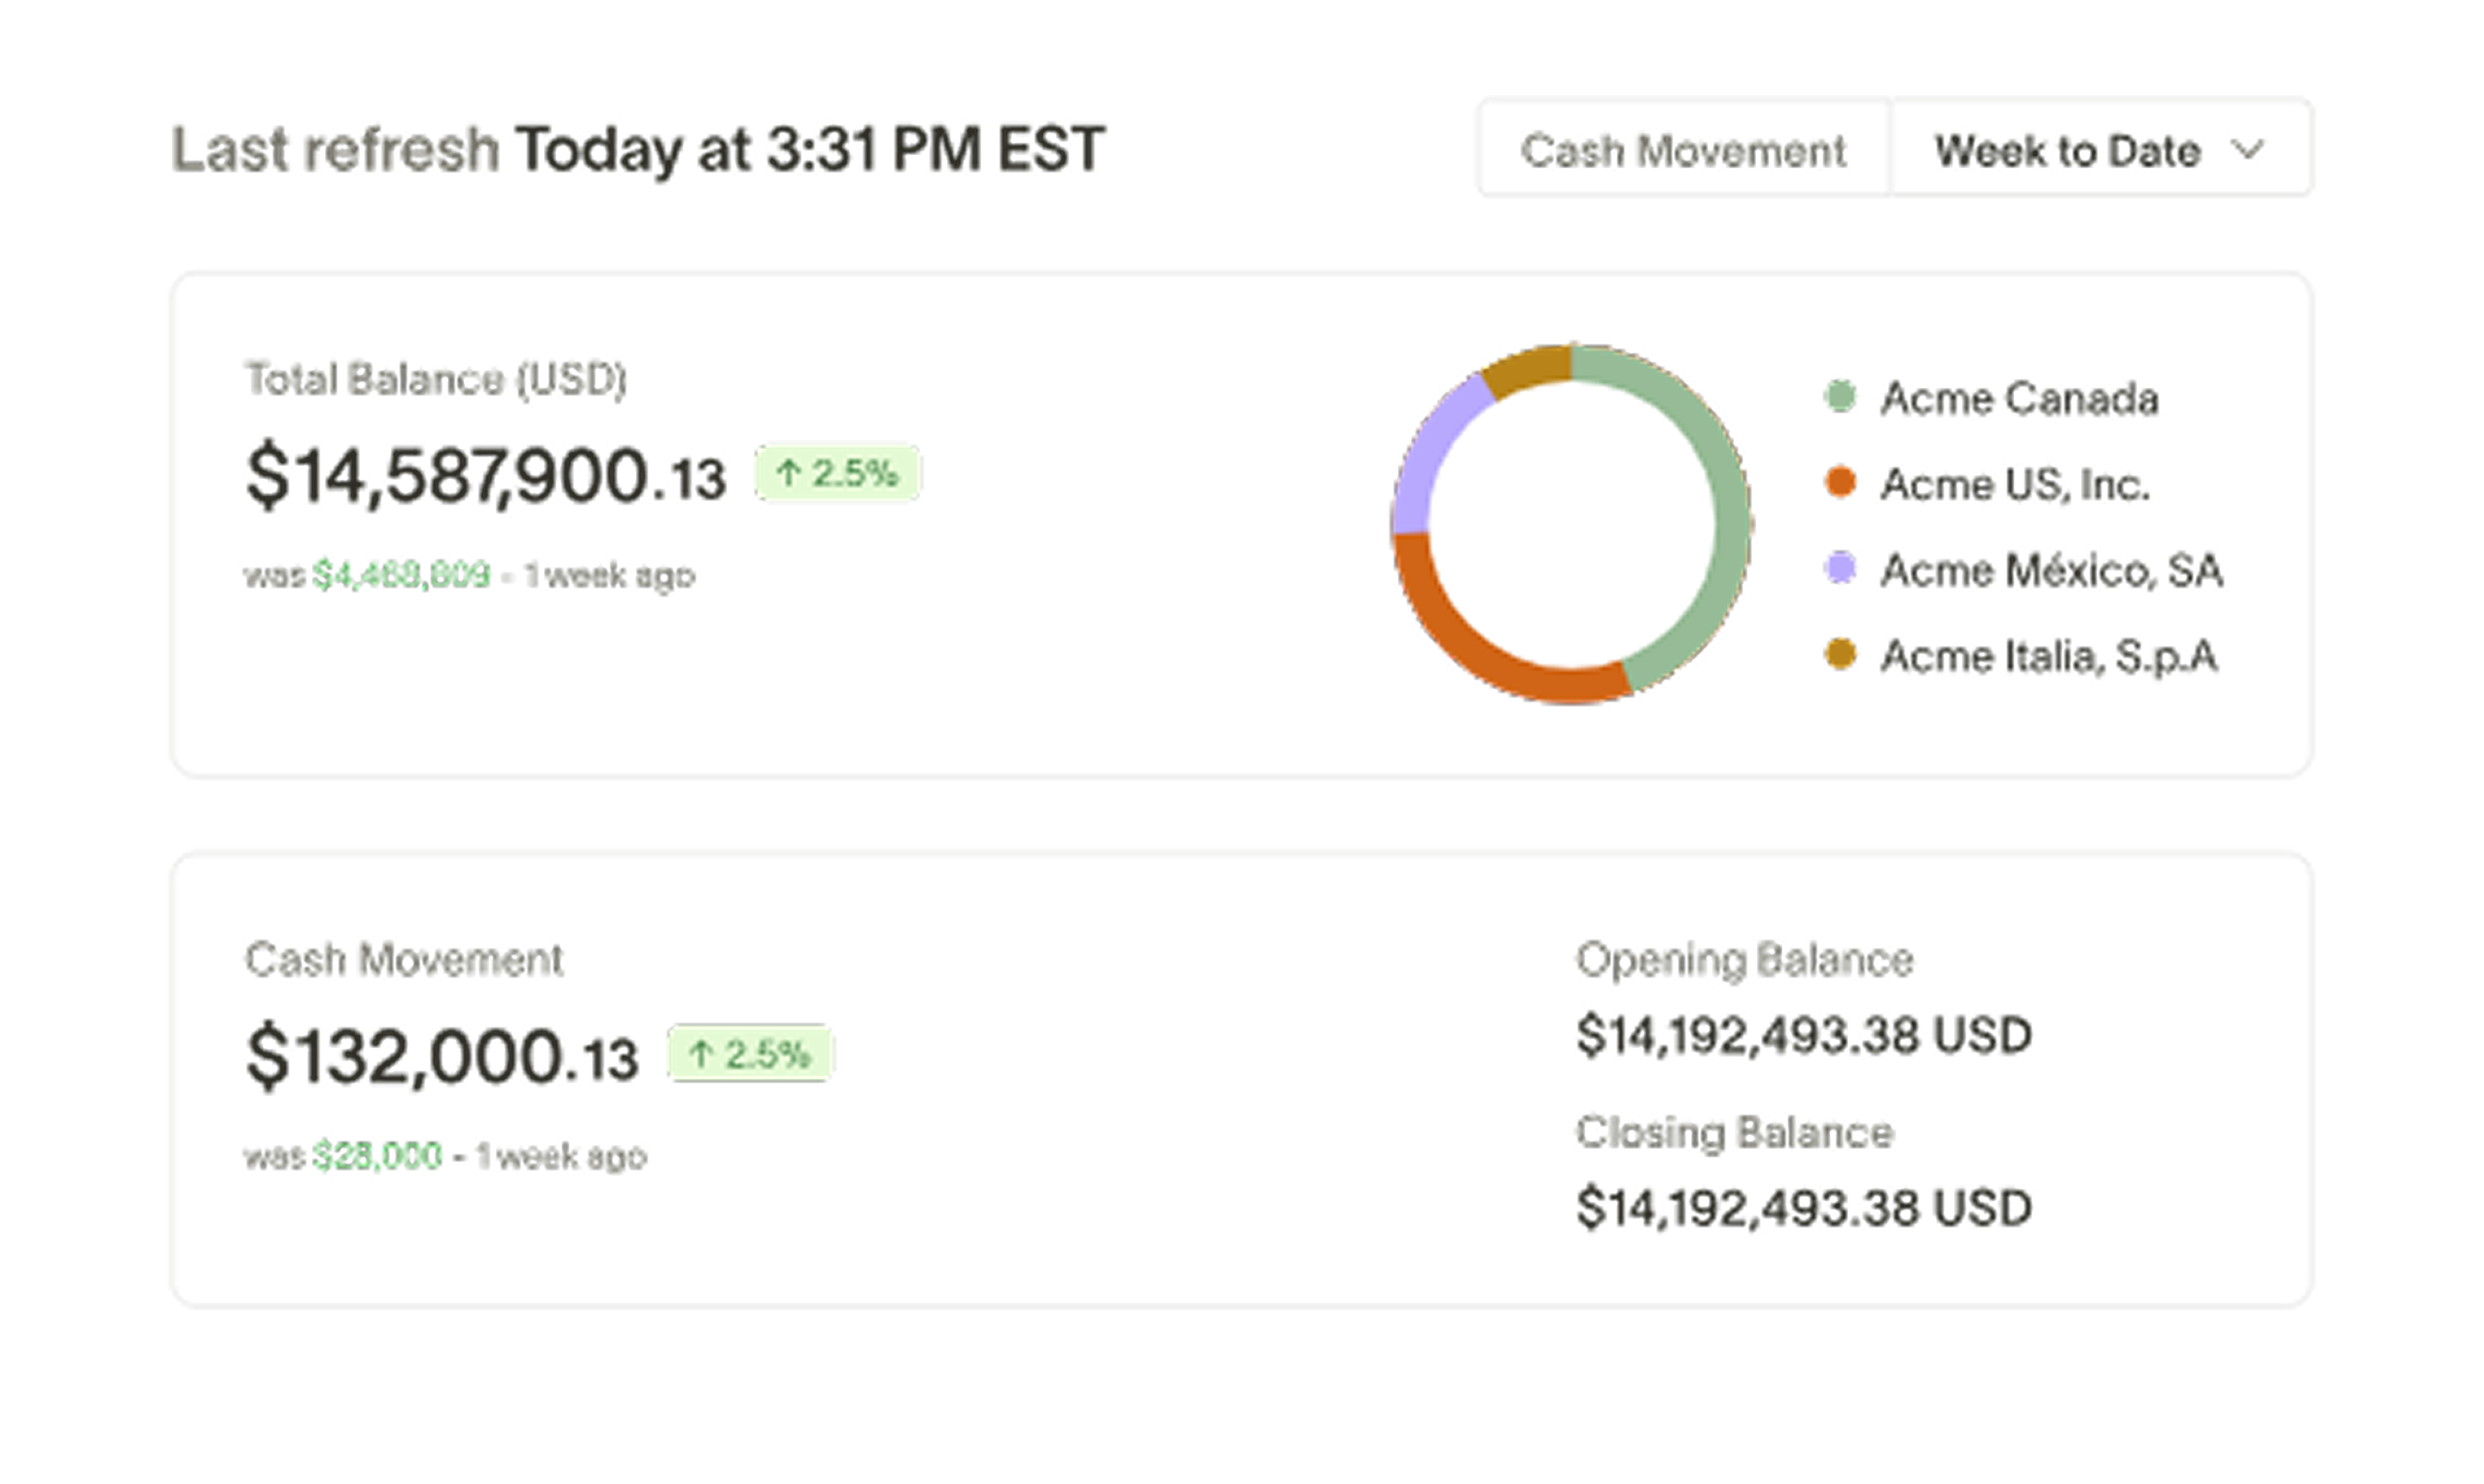 Last refresh Today at 3:31 PM EST
Cash Movement
Week to Date
Total Balance (USD)
$14,587,900.13
↑ 2.5%
was $4,468,809 - 1 week ago
Acme Canada
Acme US, Inc.
Acme México, SA
Acme Italia, S.p.A
Cash Movement
$132,000.13
↑ 2.5%
was $28,000 - 1 week ago
Opening Balance
$14,192,493.38 USD
Closing Balance
$14,192,493.38 USD